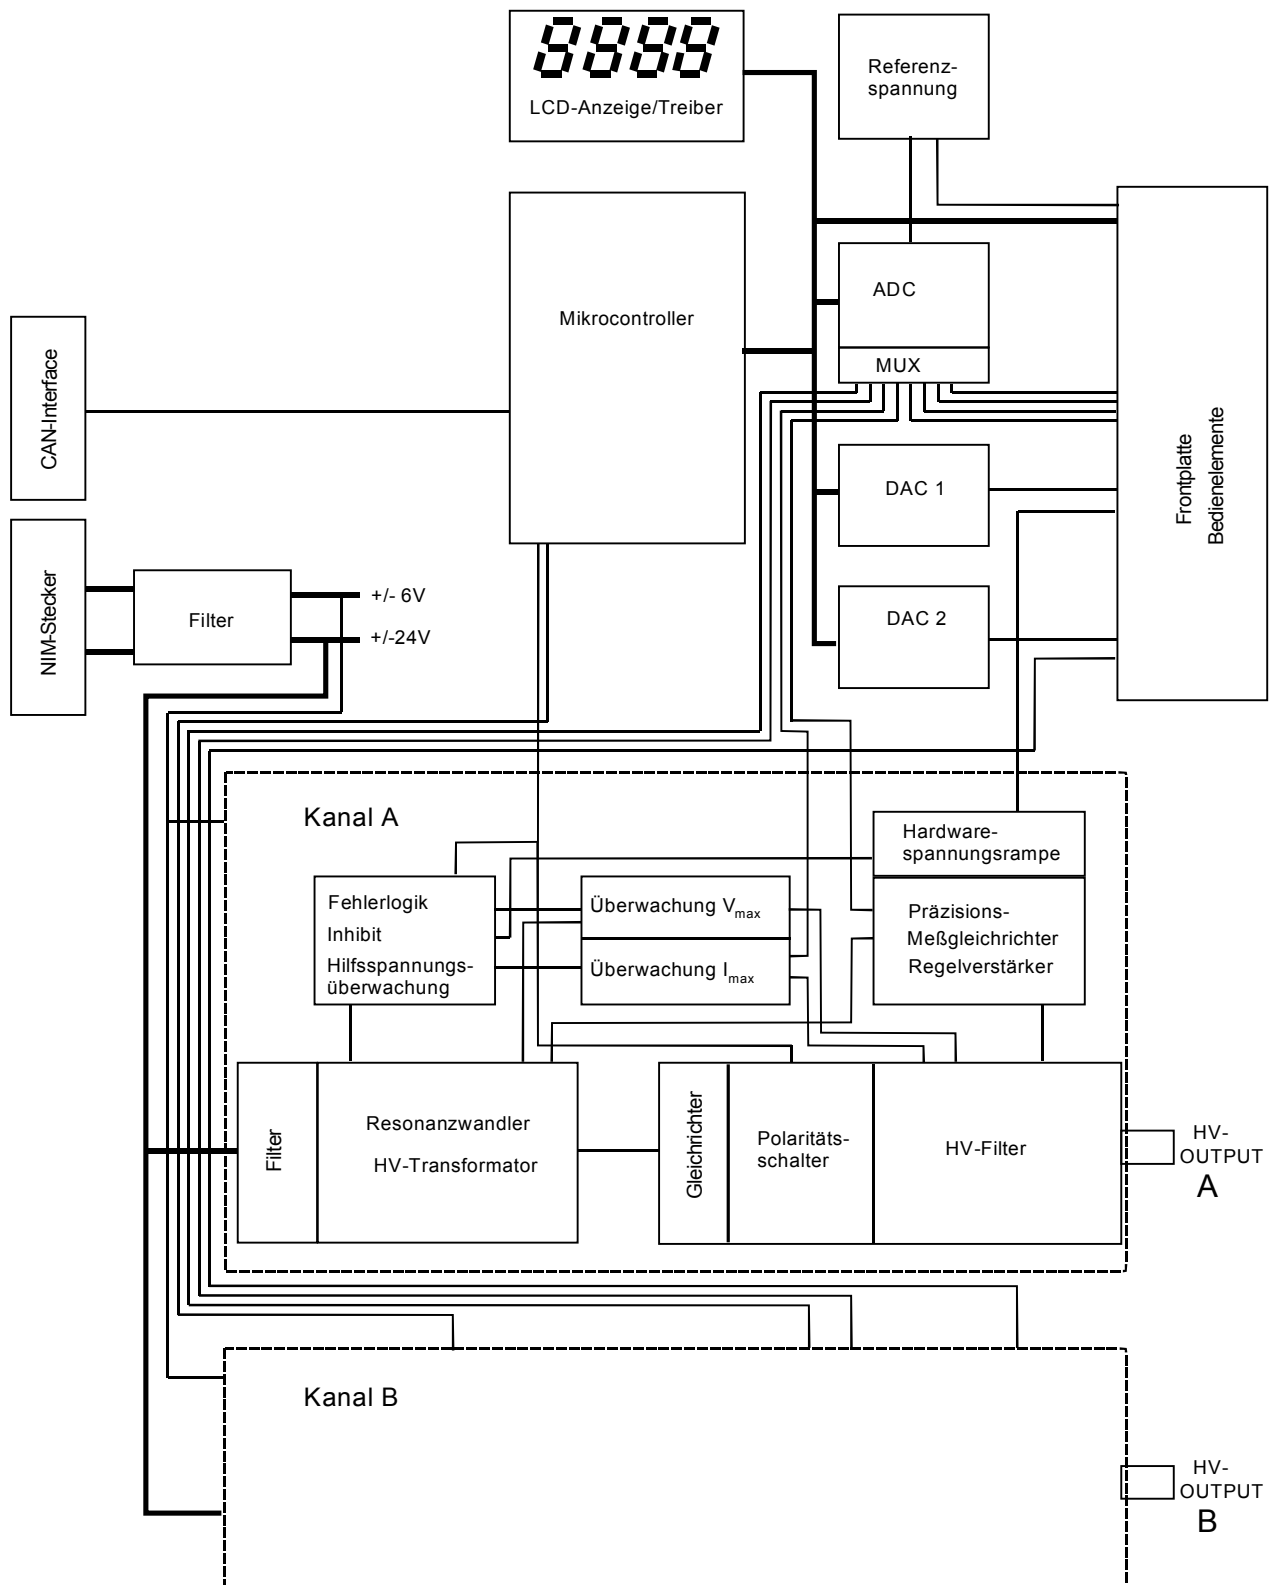 8888
LCD-Anzeige/Treiber
Referenz-
spannung
Mikrocontroller
ADC
MUX
CAN-Interface
Frontplatte
Bedienelemente
DAC 1
NIM-Stecker
Filter
+/- 6V
+/-24V
DAC 2
Kanal A
Hardware-
spannungsrampe
Fehlerlogik
Inhibit
Hilfsspannungs-
überwachung
Überwachung Vmax
Überwachung Imax
Präzisions-
Meßgleichrichter
Regelverstärker
Filter
Resonanzwandler
HV-Transformator
Gleichrichter
Polaritäts-
schalter
HV-Filter
HV-
OUTPUT
A
Kanal B
HV-
OUTPUT
B